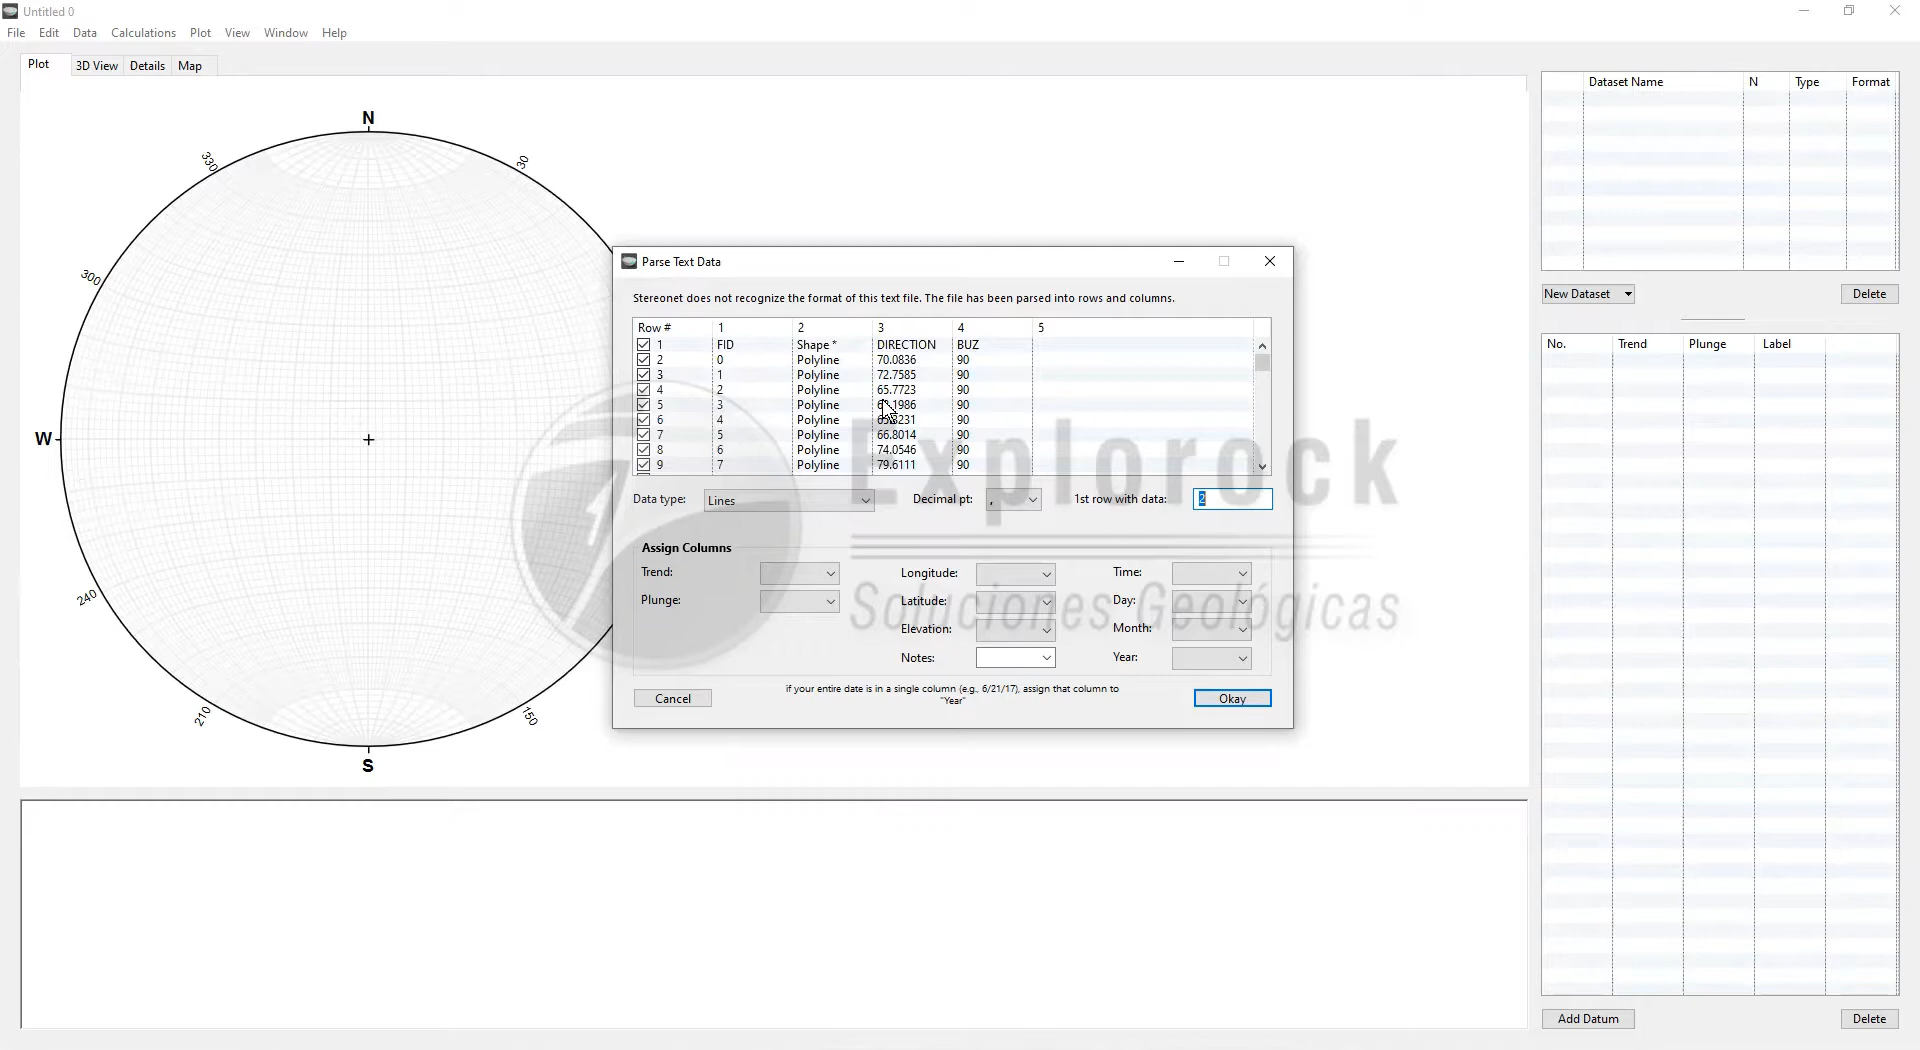 Untitled 0
File Edit Data Calculations Plot View Window Help
Plot 3D View Details Map
N
330
30
300
W
240
210
150
S
Parse Text Data
Stereonet does not recognize the format of this text file. The file has been parsed into rows and columns.
Row # 1 2 3 4 5
1 FID Shape * DIRECTION BUZ
2 0 Polyline 70.0836 90
3 1 Polyline 72.7585 90
4 2 Polyline 65.7723 90
5 3 Polyline 90
6 4 Polyline 90
7 5 Polyline 66.8014 90
8 6 Polyline 74.0546 90
9 7 Polyline 79.6111 90
Data type: Lines Decimal pt: , 1st row with data: 2
Assign Columns
Trend: Longitude: Time:
Plunge: Latitude: Day:
Elevation: Month:
Notes: Year:
if your entire date is in a single column (e.g., 6/21/17), assign that column to
"Year"
Cancel Okay
Explorock
Soluciones Geológicas
Dataset Name N Type Format
New Dataset Delete
No. Trend Plunge Label
Add Datum Delete